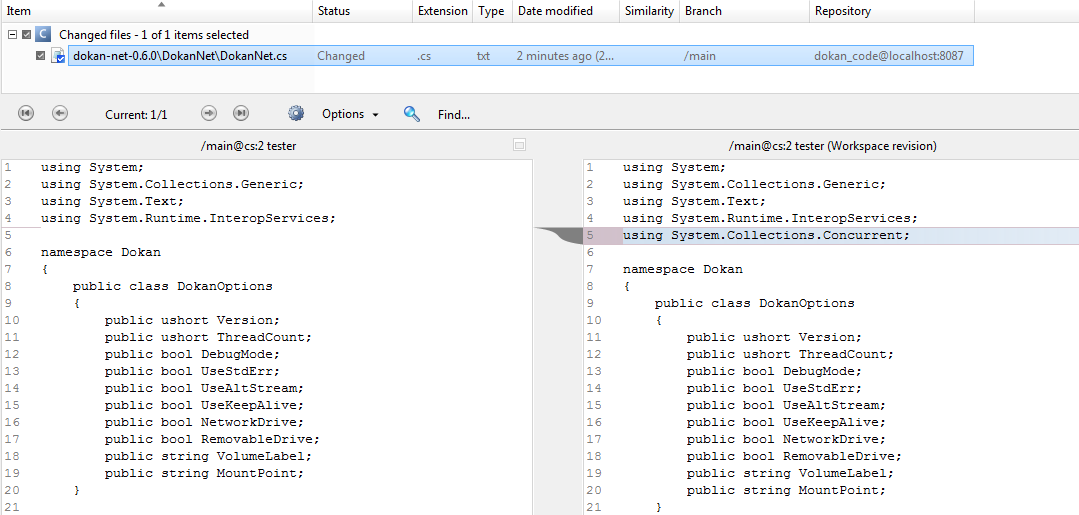 Item Status Extension Type Date modified Similarity Branch Repository
C Changed files - 1 of 1 items selected
dokan-net-0.6.0\DokanNet\DokanNet.cs Changed .cs txt 2 minutes ago (2... /main dokan_code@localhost:8087
Current: 1/1 Options Find...
/main@cs:2 tester
1 using System;
2 using System.Collections.Generic;
3 using System.Text;
4 using System.Runtime.InteropServices;
5
6 namespace Dokan
7 {
8     public class DokanOptions
9     {
10         public ushort Version;
11         public ushort ThreadCount;
12         public bool DebugMode;
13         public bool UseStdErr;
14         public bool UseAltStream;
15         public bool UseKeepAlive;
16         public bool NetworkDrive;
17         public bool RemovableDrive;
18         public string VolumeLabel;
19         public string MountPoint;
20     }
21
/main@cs:2 tester (Workspace revision)
1 using System;
2 using System.Collections.Generic;
3 using System.Text;
4 using System.Runtime.InteropServices;
5 using System.Collections.Concurrent;
6
7 namespace Dokan
8 {
9     public class DokanOptions
10     {
11         public ushort Version;
12         public ushort ThreadCount;
13         public bool DebugMode;
14         public bool UseStdErr;
15         public bool UseAltStream;
16         public bool UseKeepAlive;
17         public bool NetworkDrive;
18         public bool RemovableDrive;
19         public string VolumeLabel;
20         public string MountPoint;
21     }